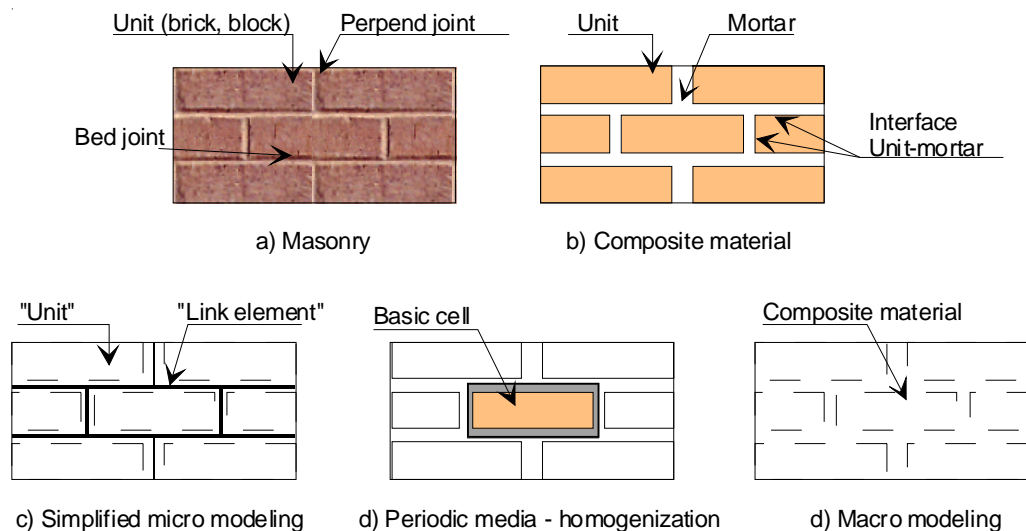 Unit (brick, block)
Perpend joint
Bed joint
a) Masonry
Unit
Mortar
Interface
Unit-mortar
b) Composite material
"Unit"
"Link element"
c) Simplified micro modeling
Basic cell
d) Periodic media - homogenization
Composite material
d) Macro modeling